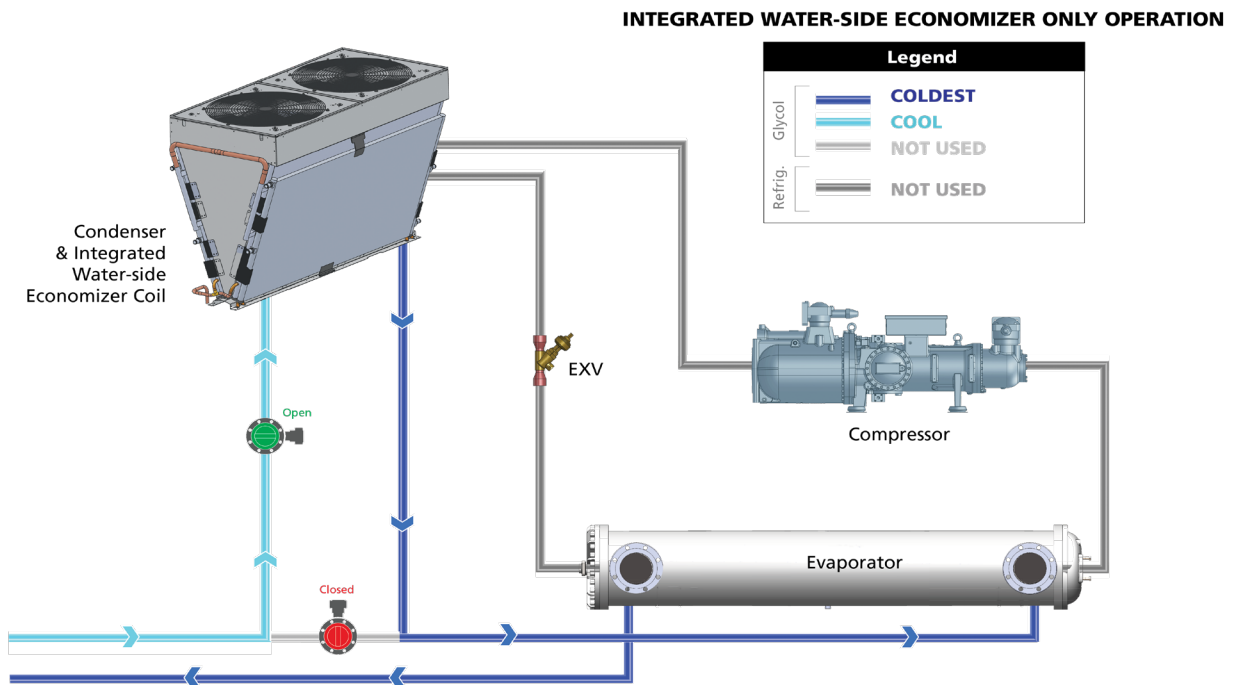 INTEGRATED WATER-SIDE ECONOMIZER ONLY OPERATION
Legend
Glycol
COLDEST
COOL
NOT USED
Refrig.
NOT USED
Condenser
& Integrated
Water-side
Economizer Coil
EXV
Open
Compressor
Evaporator
Closed